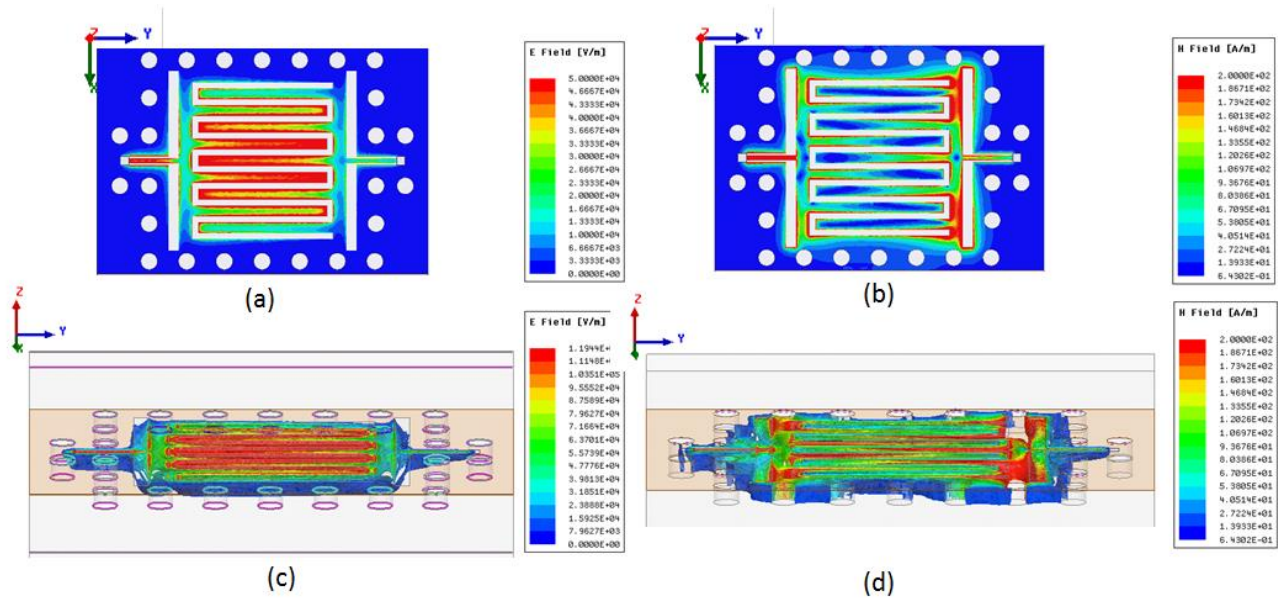 Z
Y
X
E Field [V/m]
5.0000E+04
4.6667E+04
4.3333E+04
4.0000E+04
3.6667E+04
3.3333E+04
3.0000E+04
2.6667E+04
2.3333E+04
2.0000E+04
1.6667E+04
1.3333E+04
1.0000E+04
6.6667E+03
3.3333E+03
0.0000E+00
(a)
Z
Y
X
H Field [A/m]
2.0000E+02
1.8671E+02
1.7342E+02
1.6013E+02
1.4684E+02
1.3355E+02
1.2026E+02
1.0697E+02
9.3676E+01
8.0386E+01
6.7095E+01
5.3805E+01
4.0514E+01
2.7224E+01
1.3933E+01
6.4302E-01
(b)
Z
Y
X
E Field [V/m]
1.1944E+
1.1148E+
1.0351E+05
9.5552E+04
8.7589E+04
7.9627E+04
7.1664E+04
6.3701E+04
5.5739E+04
4.7776E+04
3.9813E+04
3.1851E+04
2.3888E+04
1.5925E+04
7.9627E+03
0.0000E+00
(c)
Z
Y
H Field [A/m]
2.0000E+02
1.8671E+02
1.7342E+02
1.6013E+02
1.4684E+02
1.3355E+02
1.2026E+02
1.0697E+02
9.3676E+01
8.0386E+01
6.7095E+01
5.3805E+01
4.0514E+01
2.7224E+01
1.3933E+01
6.4302E-01
(d)